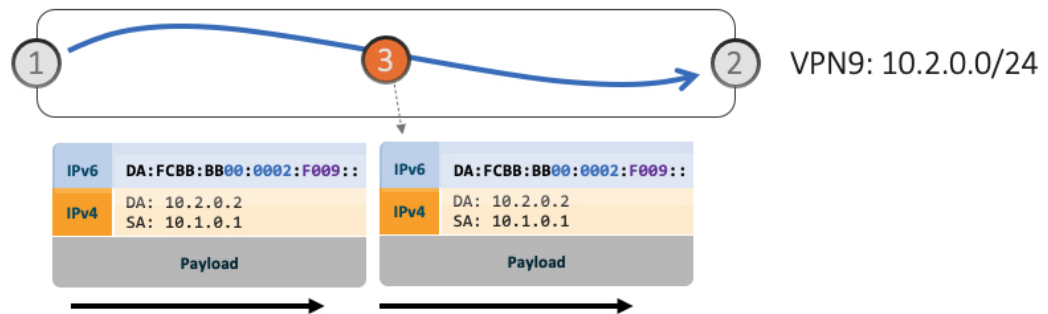 1
3
2
VPN9: 10.2.0.0/24
IPv6 DA:FCBB:BB00:0002:F009::
IPv4 DA: 10.2.0.2
SA: 10.1.0.1
Payload
IPv6 DA:FCBB:BB00:0002:F009::
IPv4 DA: 10.2.0.2
SA: 10.1.0.1
Payload